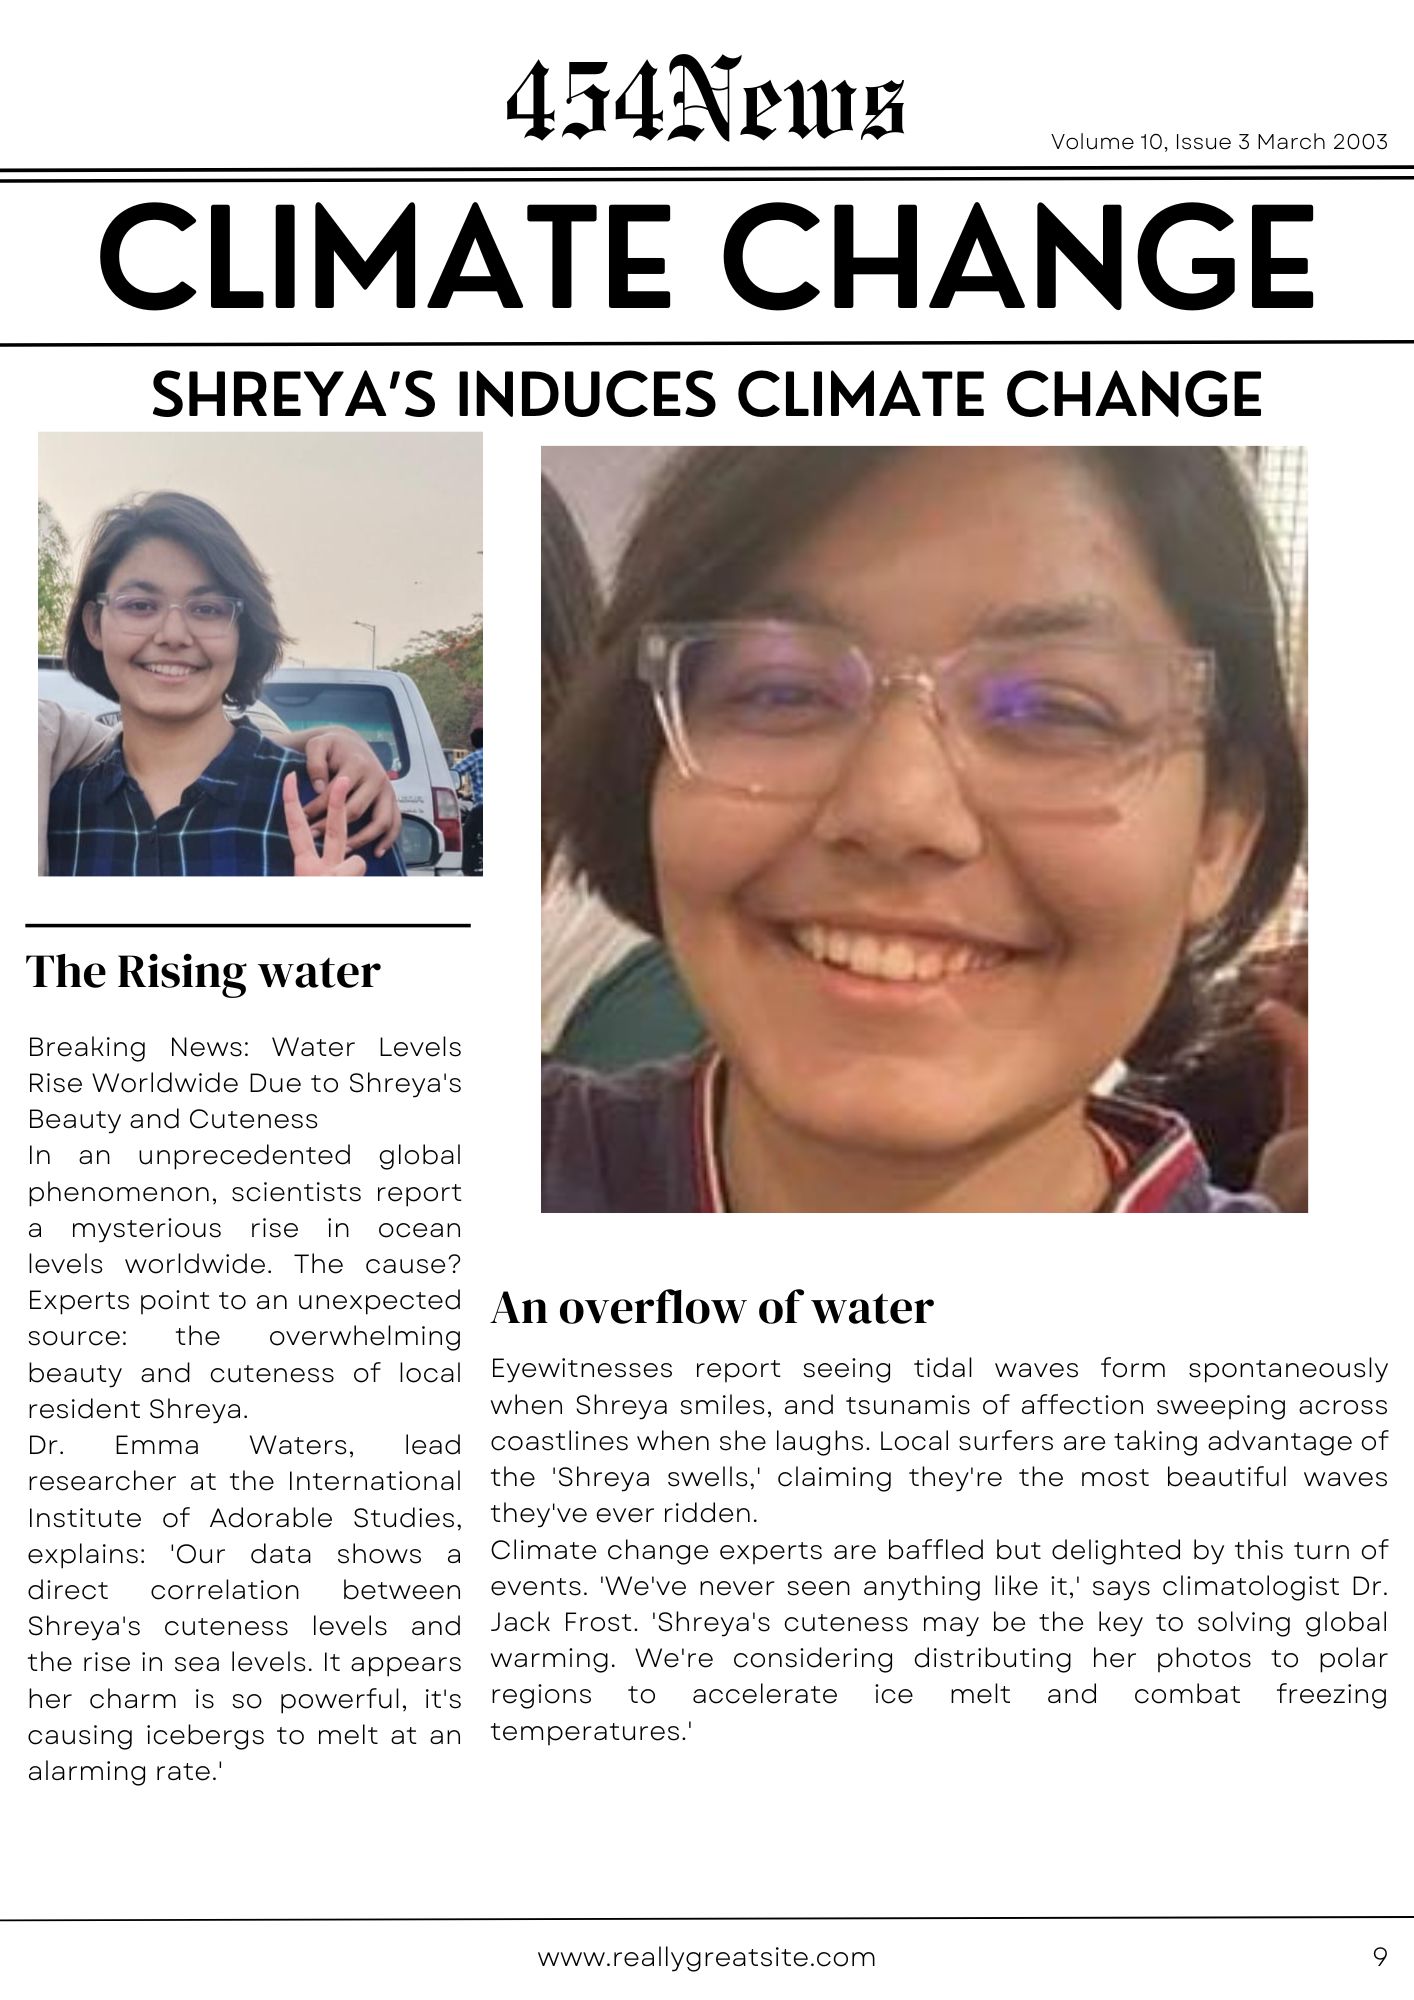 454News
Volume 10, Issue 3 March 2003
CLIMATE CHANGE
SHREYA'S INDUCES CLIMATE CHANGE
The Rising water
Breaking News: Water Levels
Rise Worldwide Due to Shreya's
Beauty and Cuteness
In an unprecedented global
phenomenon, scientists report
a mysterious rise in ocean
levels worldwide. The cause?
Experts point to an unexpected
source: the overwhelming
beauty and cuteness of local
resident Shreya.
Dr. Emma Waters, lead
researcher at the International
Institute of Adorable Studies,
explains: 'Our data shows a
direct correlation between
Shreya's cuteness levels and
the rise in sea levels. It appears
her charm is so powerful, it's
causing icebergs to melt at an
alarming rate.'
An overflow of water
Eyewitnesses report seeing tidal waves form spontaneously
when Shreya smiles, and tsunamis of affection sweeping across
coastlines when she laughs. Local surfers are taking advantage of
the 'Shreya swells,' claiming they're the most beautiful waves
they've ever ridden.
Climate change experts are baffled but delighted by this turn of
events. 'We've never seen anything like it,' says climatologist Dr.
Jack Frost. 'Shreya's cuteness may be the key to solving global
warming. We're considering distributing her photos to polar
regions to accelerate ice melt and combat freezing
temperatures.'
www.reallygreatsite.com
9